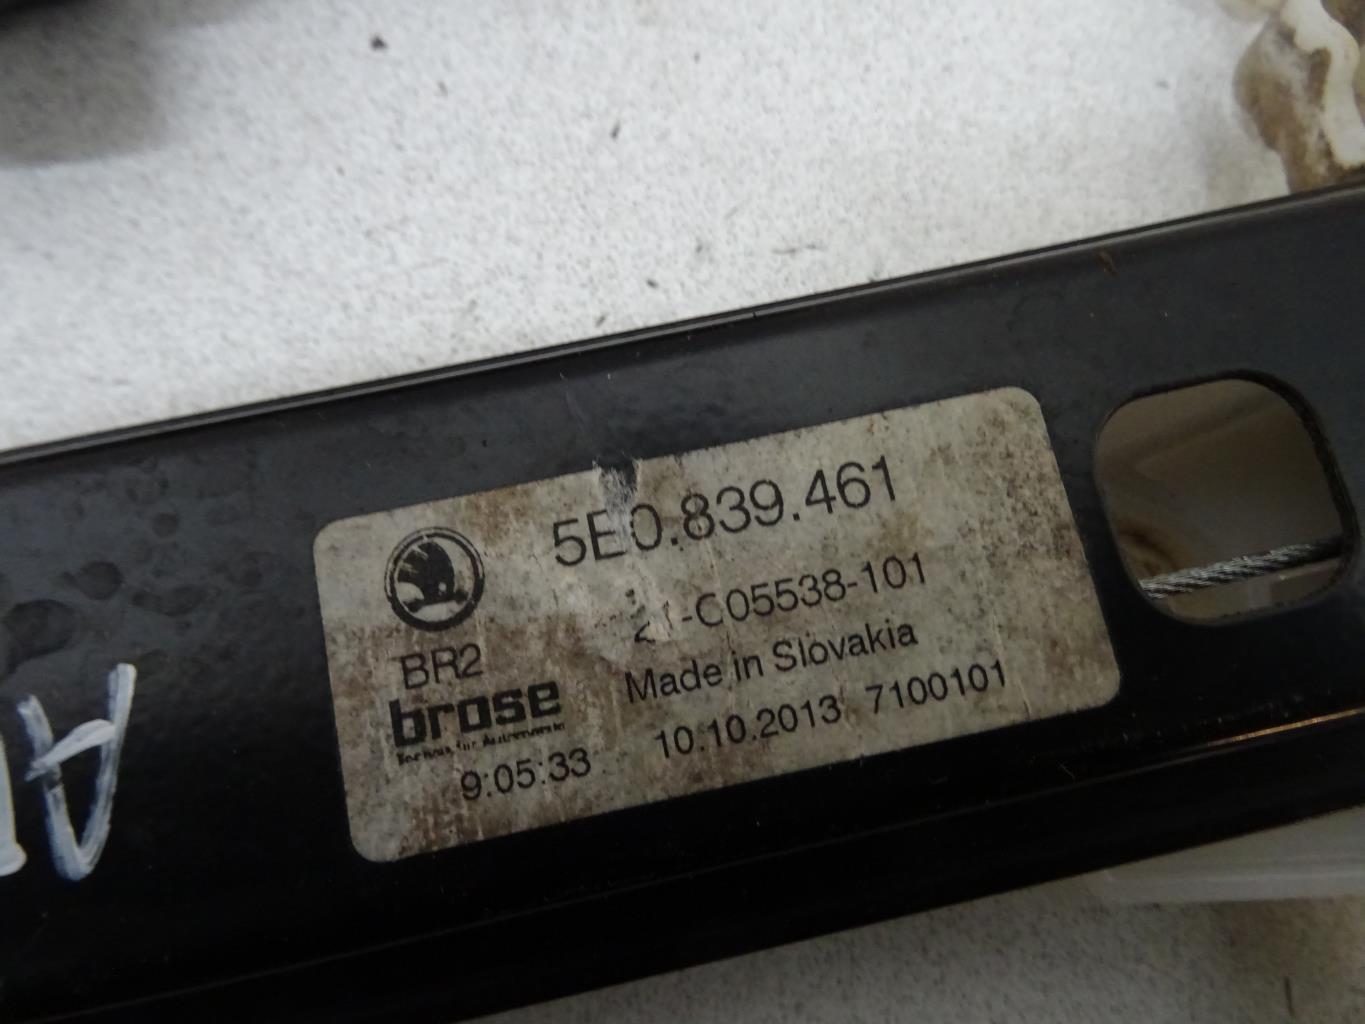 5E0.839.461
-C05538-101
BR2
Made in Slovakia
brose
10.10.2013 7100101
9:05:33
A